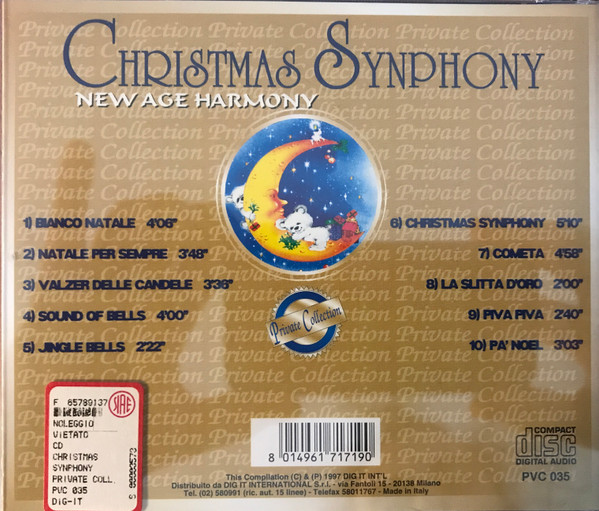 CHRISTMAS SYNPHONY
NEW AGE HARMONY
1) BIANCO NATALE 4'06"
2) NATALE PER SEMPRE 3'48"
3) VALZER DELLE CANDELE 3'36"
4) SOUND OF BELLS 4'00"
5) JINGLE BELLS 2'22"
6) CHRISTMAS SYNPHONY 5'10"
7) COMETA 4'58"
8) LA SLITTA D'ORO 2'00"
9) PIVA PIVA 2'40"
10) PA' NOEL 3'03"
Private Collection
F 65789137
NOLEGGIO
VIETATO
CD
CHRISTMAS
SYNPHONY
PRIVATE COLL.
PVC 035
DiG-IT
8 014961 717190
COMPACT
disc
DIGITAL AUDIO
PVC 035
This Compilation (C) & (P) 1997 DIG IT INT'L
Distribuito da DIG IT INTERNATIONAL S.r.l. - via Fantoli 15 - 20138 Milano
Tel. (02) 580991 (ric. aut. 15 linee) - Telefax 58011767 - Made in Italy